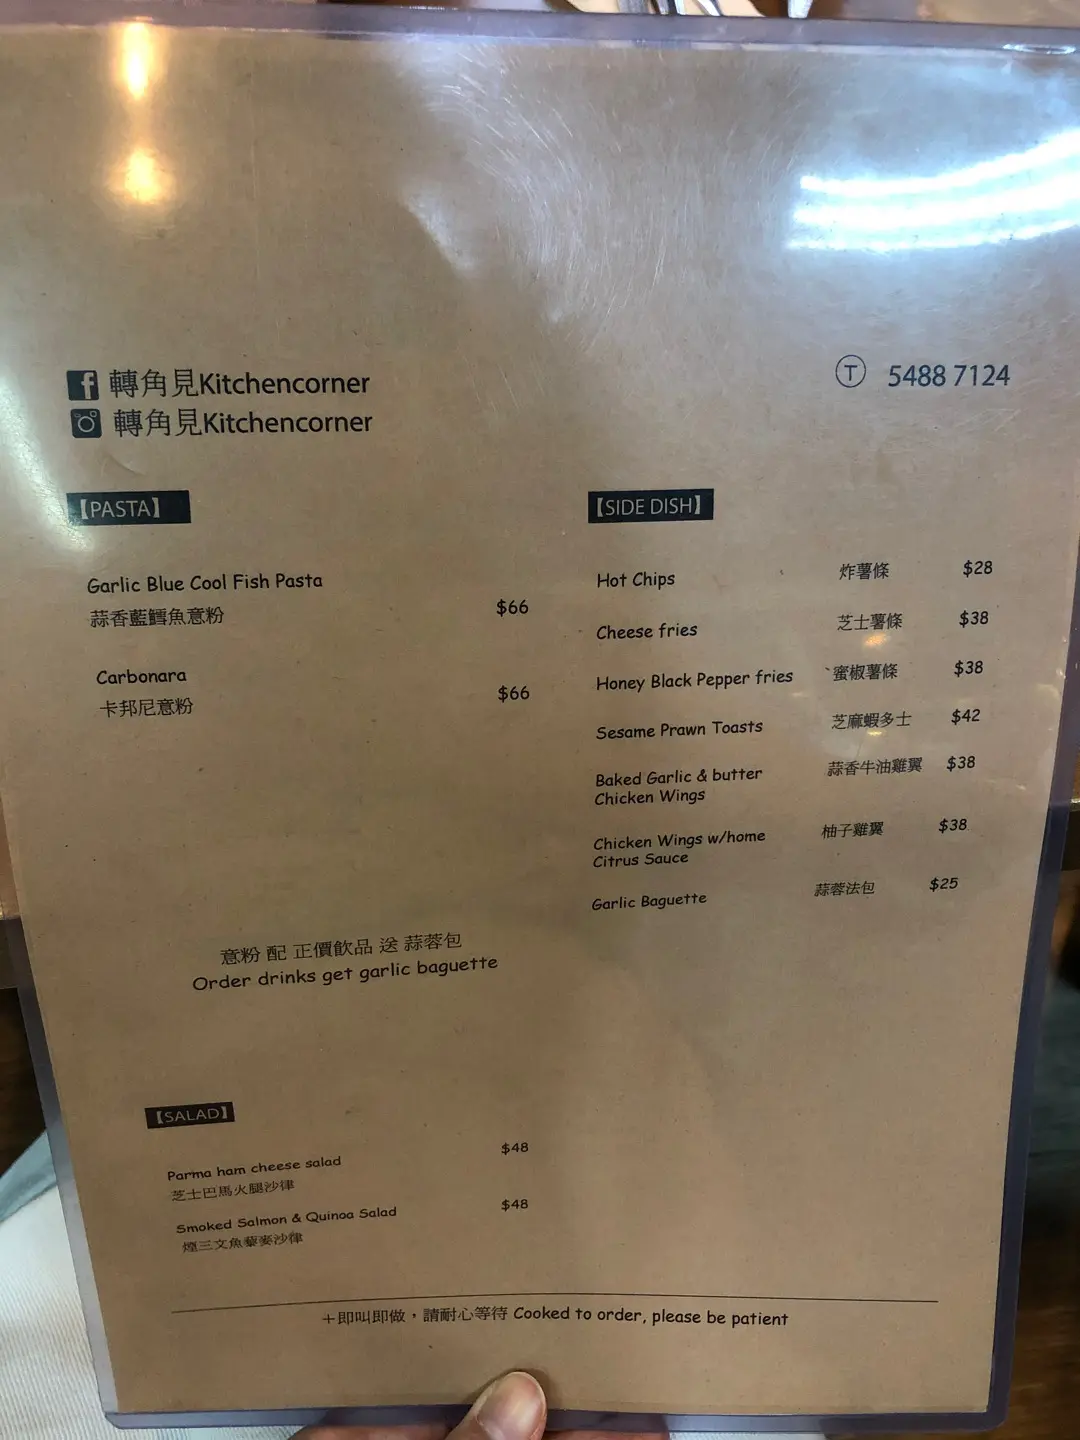 轉角見Kitchencorner
轉角見Kitchencorner
T 5488 7124
【PASTA】
Garlic Blue Cool Fish Pasta
蒜香藍鱈魚意粉 $66
Carbonara
卡邦尼意粉 $66
意粉 配 正價飲品 送 蒜蓉包
Order drinks get garlic baguette
【SALAD】
Parma ham cheese salad $48
芝士巴馬火腿沙律
Smoked Salmon & Quinoa Salad $48
煙三文魚藜麥沙律
【SIDE DISH】
Hot Chips 炸薯條 $28
Cheese fries 芝士薯條 $38
Honey Black Pepper fries 蜜椒薯條 $38
Sesame Prawn Toasts 芝麻蝦多士 $42
Baked Garlic & butter 蒜香牛油雞翼 $38
Chicken Wings
Chicken Wings w/home 柚子雞翼 $38
Citrus Sauce
Garlic Baguette 蒜蓉法包 $25
＋即叫即做，請耐心等待 Cooked to order, please be patient